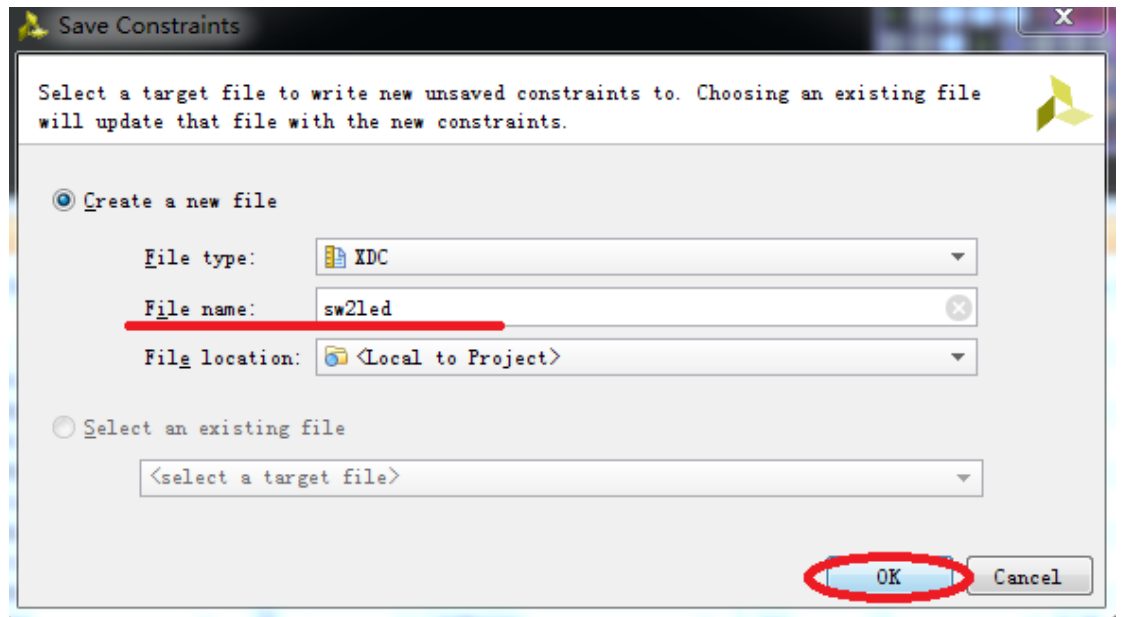 Save Constraints
X
Select a target file to write new unsaved constraints to. Choosing an existing file
will update that file with the new constraints.
Create a new file
File type: XDC
File name: sw2led
File location: <Local to Project>
Select an existing file
<select a target file>
OK Cancel